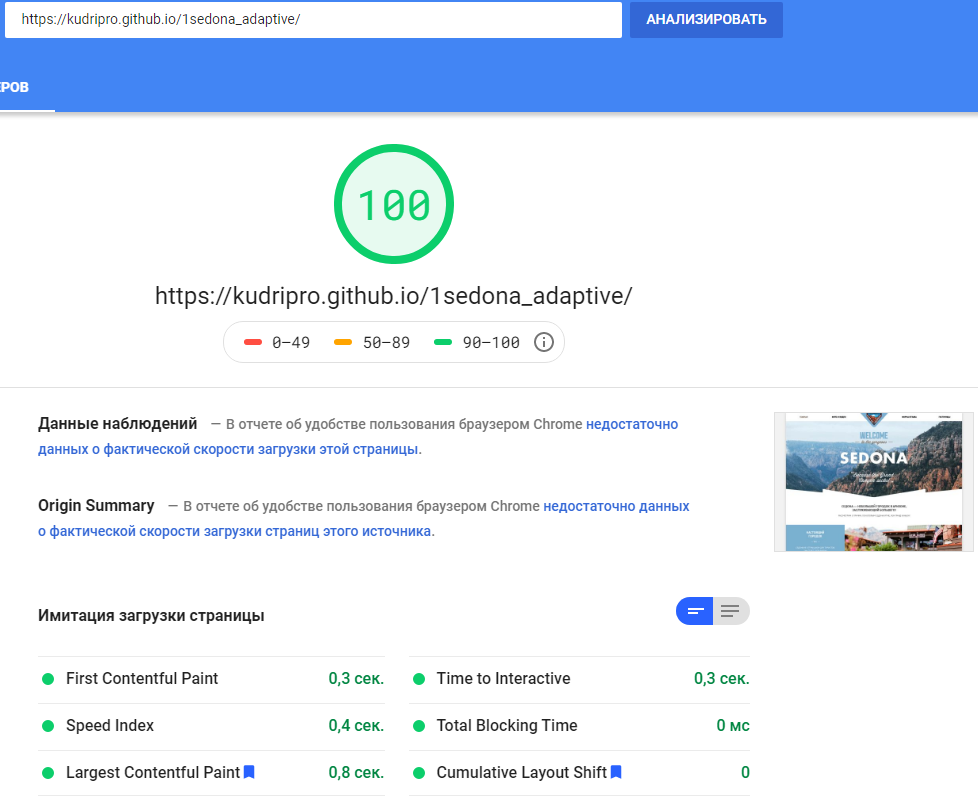 https://kudripro.github.io/1sedona_adaptive/
АНАЛИЗИРОВАТЬ
РОВ
100
https://kudripro.github.io/1sedona_adaptive/
0–49 50–89 90–100
Данные наблюдений — В отчете об удобстве пользования браузером Chrome недостаточно
данных о фактической скорости загрузки этой страницы.
WELCOME
SEDONA
Origin Summary — В отчете об удобстве пользования браузером Chrome недостаточно данных
о фактической скорости загрузки страниц этого источника.
Имитация загрузки страницы
First Contentful Paint 0,3 сек.
Time to Interactive 0,3 сек.
Speed Index 0,4 сек.
Total Blocking Time 0 мс
Largest Contentful Paint 0,8 сек.
Cumulative Layout Shift 0